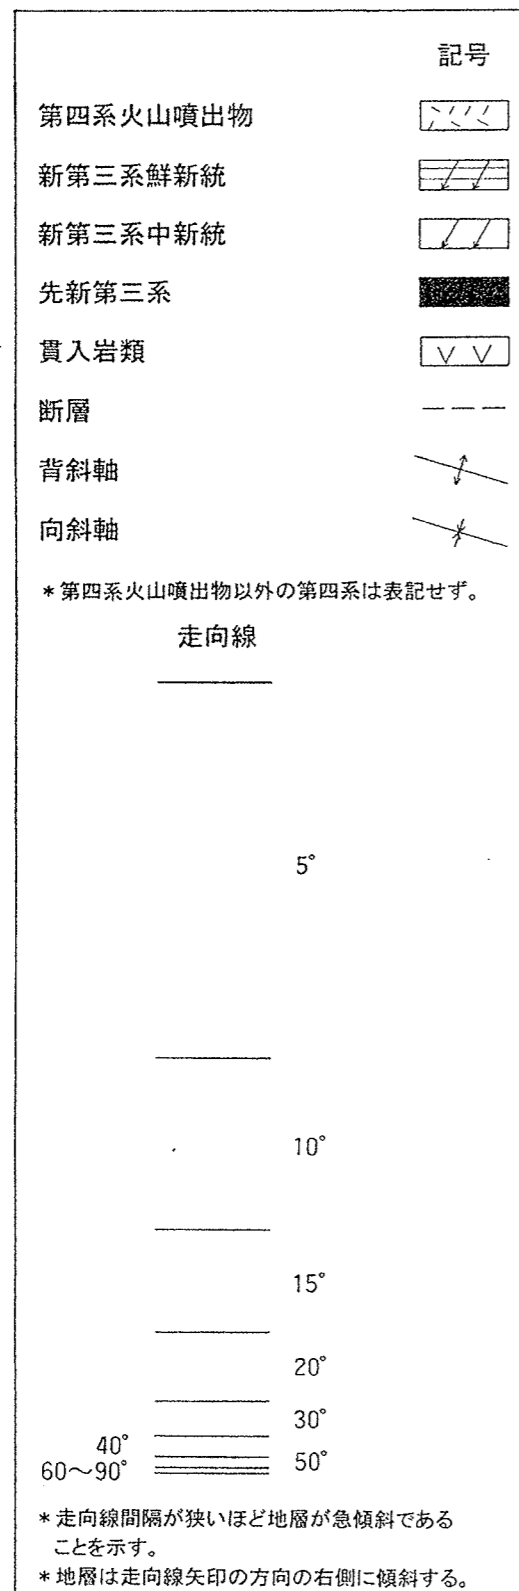 記号
第四系火山噴出物
新第三系鮮新統
新第三系中新統
先新第三系
貫入岩類
断層
背斜軸
向斜軸
*第四系火山噴出物以外の第四系は表記せず。
走向線
5°
10°
15°
20°
30°
40°
50°
60～90°
*走向線間隔が狭いほど地層が急傾斜である
ことを示す。
*地層は走向線矢印の方向の右側に傾斜する。